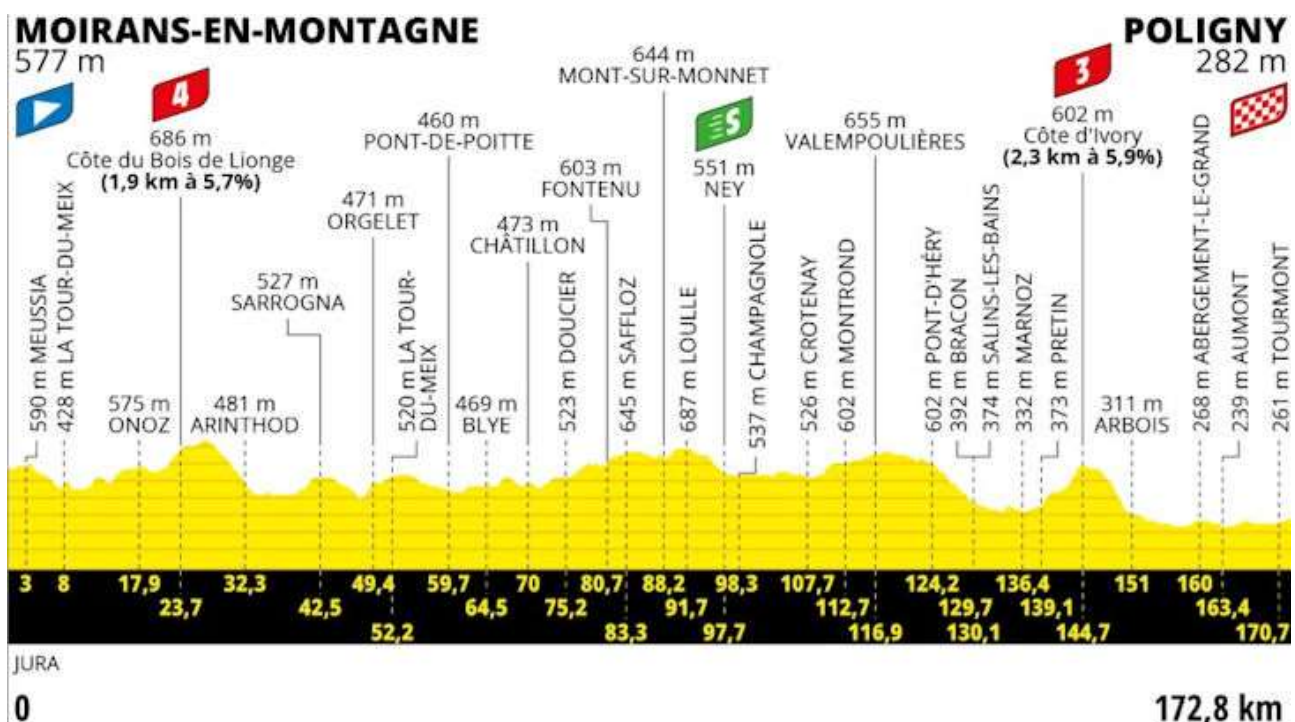 MOIRANS-EN-MONTAGNE
577 m
POLIGNY
282 m
4
686 m
Côte du Bois de Lionge
(1,9 km à 5,7%)
460 m
PONT-DE-POITTE
644 m
MONT-SUR-MONNET
S
3
602 m
Côte d'Ivory
(2,3 km à 5,9%)
655 m
VALEMPOULIÈRES
603 m
FONTENU
551 m
NEY
471 m
ORGELET
473 m
CHÂTILLON
527 m
SARROGNA
590 m MEUSSIA
428 m LA TOUR-DU-MEIX
575 m
ONOZ
481 m
ARINTHOD
520 m LA TOUR-
DU-MEIX
469 m
BLYE
523 m DOUCIER
645 m SAFFLOZ
687 m LOULLE
537 m CHAMPAGNOLE
526 m CROTENAY
602 m MONTROND
602 m PONT-D'HÉRY
392 m BRACON
374 m SALINS-LES-BAINS
332 m MARNOZ
373 m PRETIN
311 m
ARBOIS
268 m ABERGEMENT-LE-GRAND
239 m AUMONT
261 m TOURMONT
3 8 17,9 32,3 49,4 59,7 70 80,7 88,2 98,3 107,7 124,2 136,4 151 160
23,7 42,5 64,5 75,2 91,7 112,7 129,7 139,1 163,4
52,2 83,3 97,7 116,9 130,1 144,7 170,7
JURA
0
172,8 km